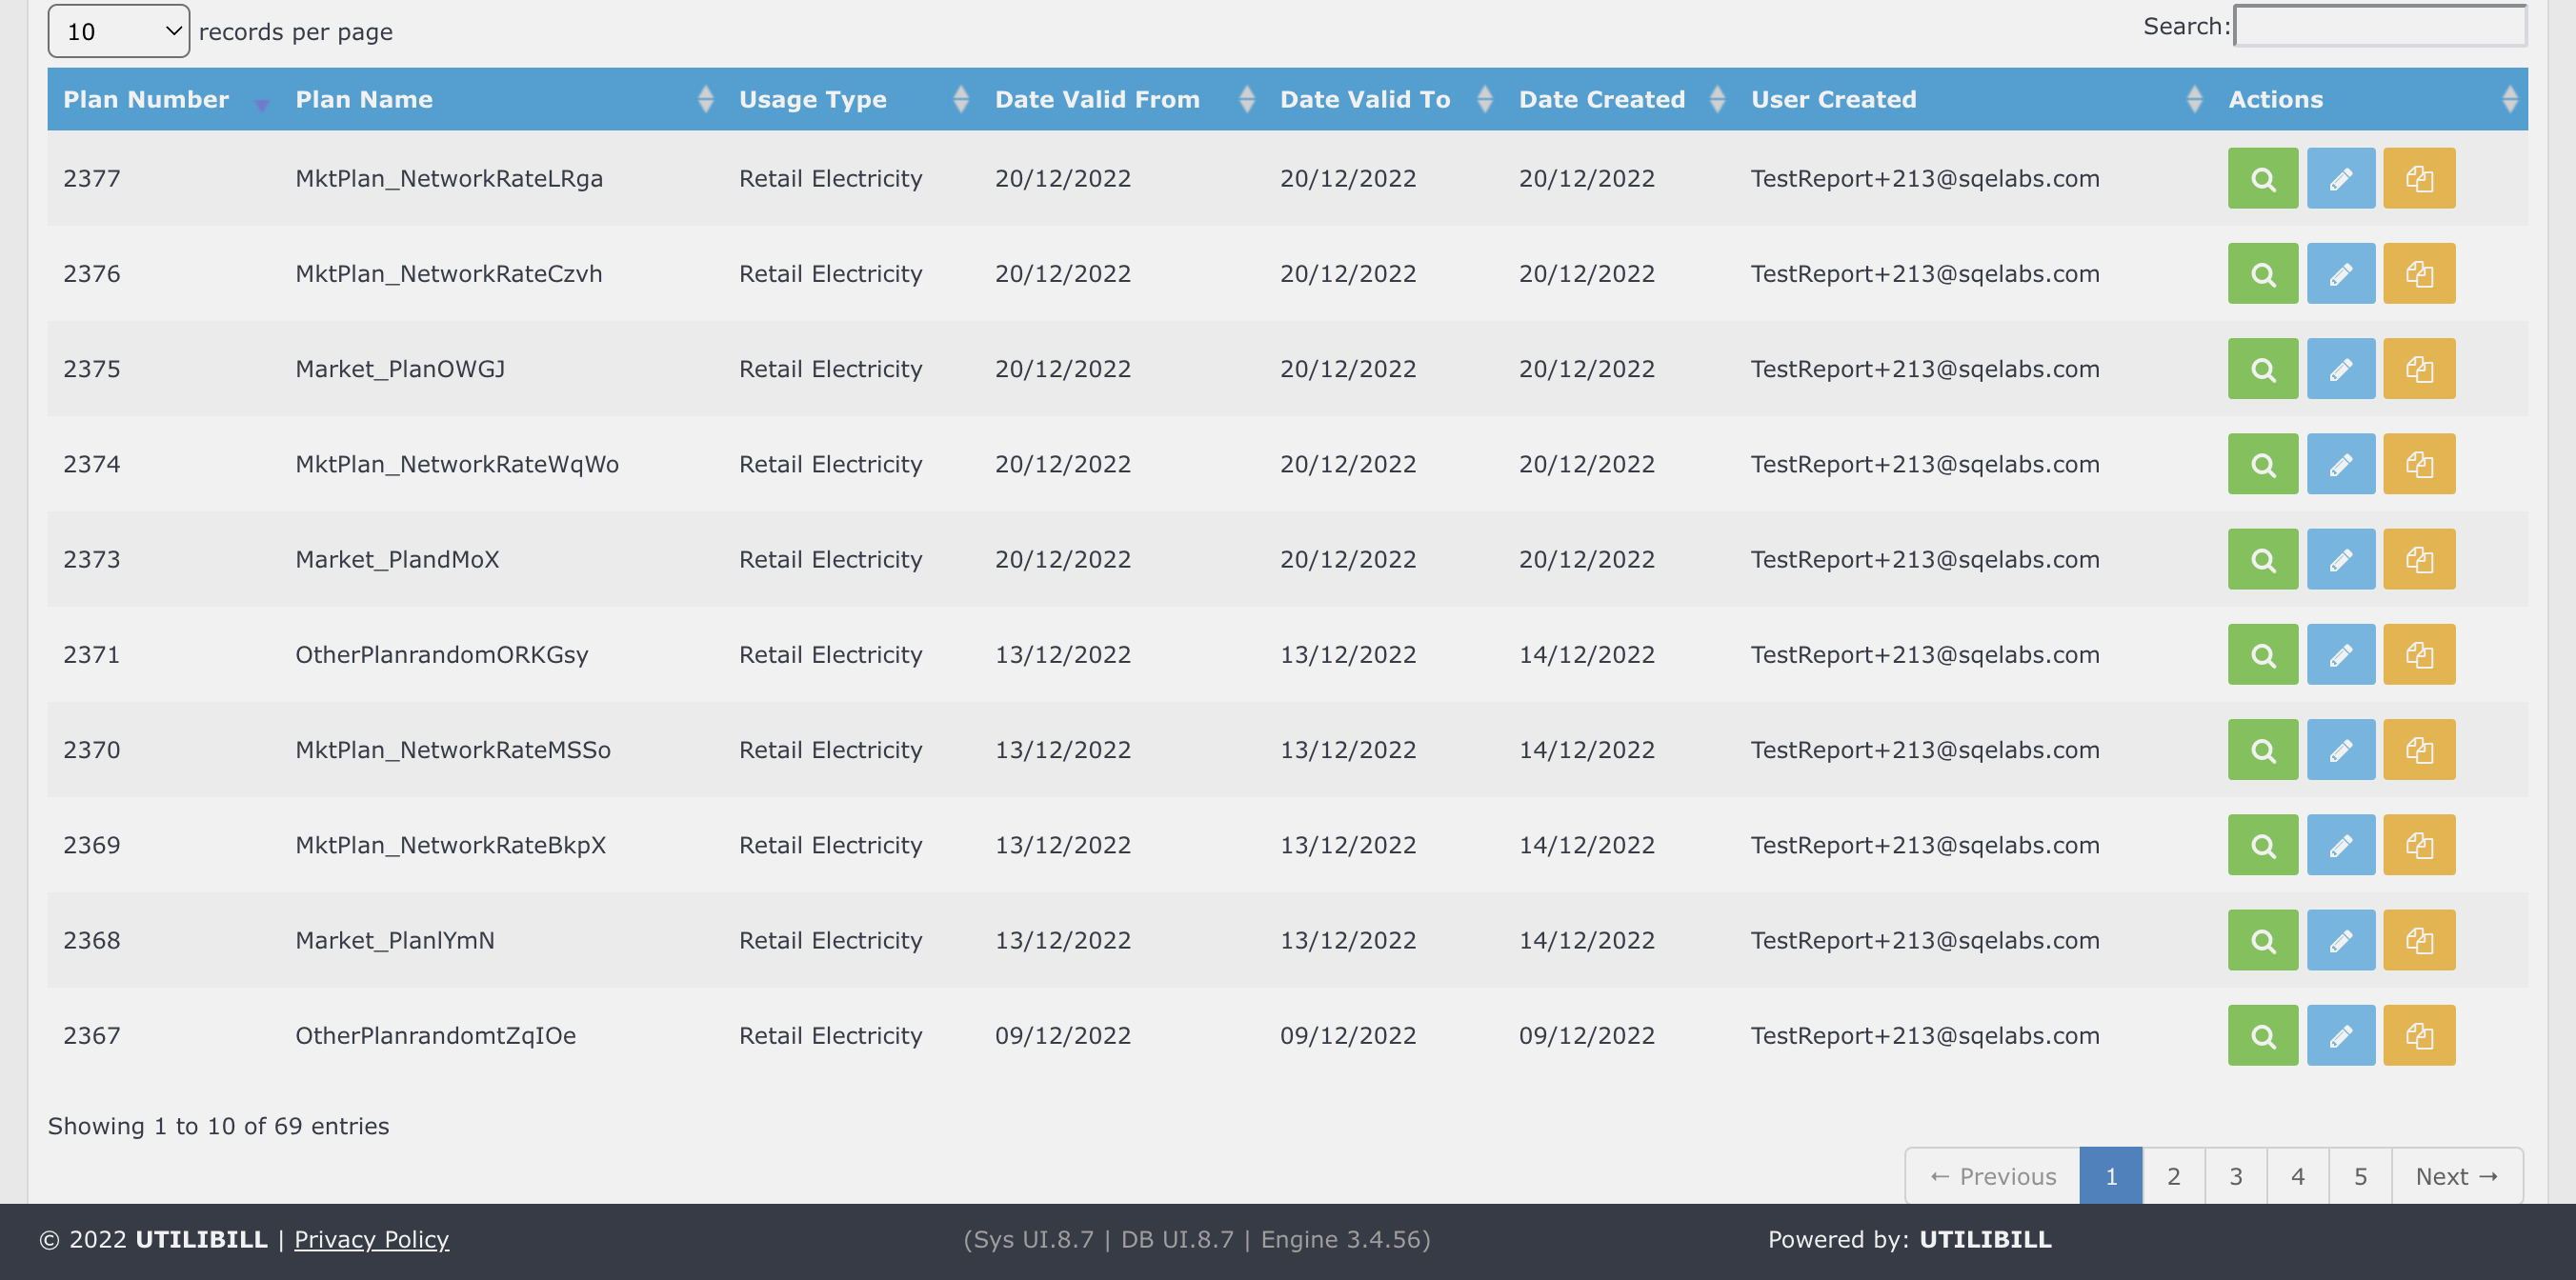 10 records per page Search:
Plan Number Plan Name Usage Type Date Valid From Date Valid To Date Created User Created Actions
2377 MktPlan_NetworkRateLRga Retail Electricity 20/12/2022 20/12/2022 20/12/2022 TestReport+213@sqelabs.com
2376 MktPlan_NetworkRateCzvh Retail Electricity 20/12/2022 20/12/2022 20/12/2022 TestReport+213@sqelabs.com
2375 Market_PlanOWGJ Retail Electricity 20/12/2022 20/12/2022 20/12/2022 TestReport+213@sqelabs.com
2374 MktPlan_NetworkRateWqWo Retail Electricity 20/12/2022 20/12/2022 20/12/2022 TestReport+213@sqelabs.com
2373 Market_PlandMoX Retail Electricity 20/12/2022 20/12/2022 20/12/2022 TestReport+213@sqelabs.com
2371 OtherPlanrandomORKGsy Retail Electricity 13/12/2022 13/12/2022 14/12/2022 TestReport+213@sqelabs.com
2370 MktPlan_NetworkRateMSSo Retail Electricity 13/12/2022 13/12/2022 14/12/2022 TestReport+213@sqelabs.com
2369 MktPlan_NetworkRateBkpX Retail Electricity 13/12/2022 13/12/2022 14/12/2022 TestReport+213@sqelabs.com
2368 Market_PlanlYmN Retail Electricity 13/12/2022 13/12/2022 14/12/2022 TestReport+213@sqelabs.com
2367 OtherPlanrandomtZqIOe Retail Electricity 09/12/2022 09/12/2022 09/12/2022 TestReport+213@sqelabs.com
Showing 1 to 10 of 69 entries
← Previous 1 2 3 4 5 Next →
© 2022 UTILIBILL | Privacy Policy (Sys UI.8.7 | DB UI.8.7 | Engine 3.4.56) Powered by: UTILIBILL